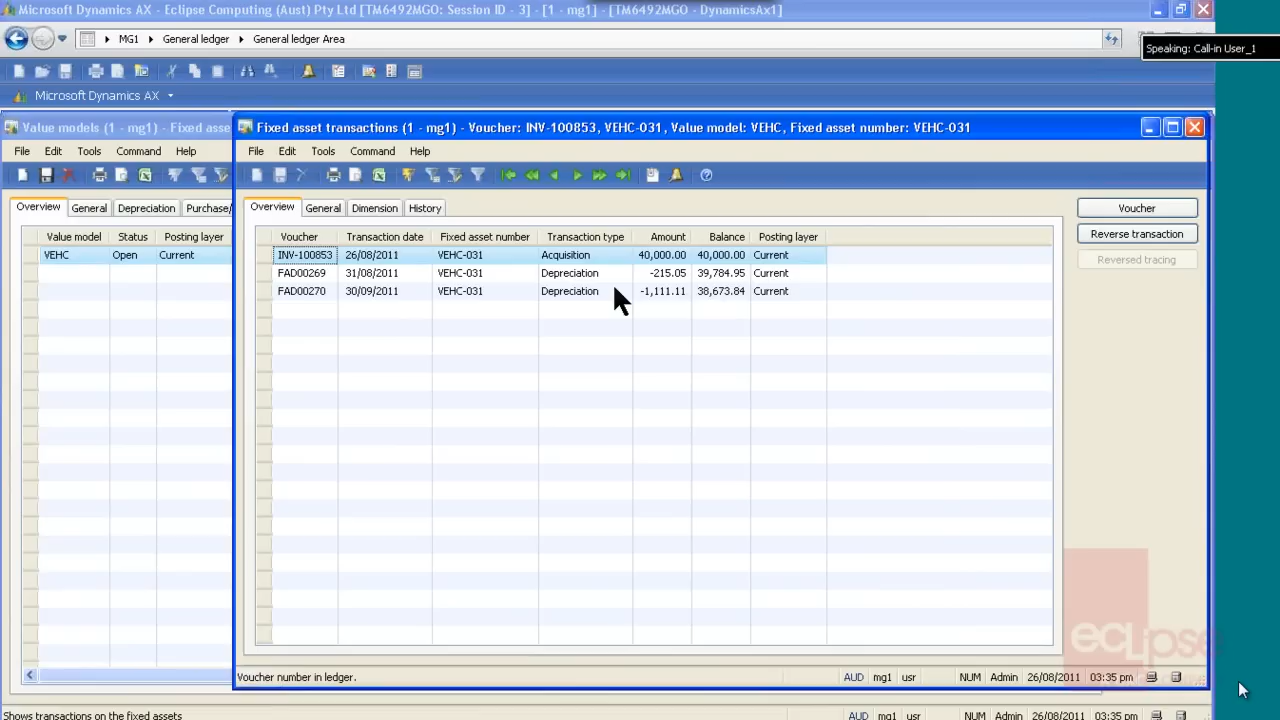 Microsoft Dynamics AX - Eclipse Computing (Aust) Pty Ltd [TM6492MGO: Session ID - 3] - [1 - mg1] - [TM6492MGO - DynamicsAx1]
MG1 General ledger General ledger Area
Speaking: Call-in User_1
Microsoft Dynamics AX
Value models (1 - mg1) - Fixed asse
Fixed asset transactions (1 - mg1) - Voucher: INV-100853, VEHC-031, Value model: VEHC, Fixed asset number: VEHC-031
File Edit Tools Command Help
File Edit Tools Command Help
Overview General Depreciation Purchase/
Overview General Dimension History
Voucher
Reverse transaction
Reversed tracing
Value model Status Posting layer
VEHC Open Current
Voucher Transaction date Fixed asset number Transaction type Amount Balance Posting layer
INV-100853 26/08/2011 VEHC-031 Acquisition 40,000.00 40,000.00 Current
FAD00269 31/08/2011 VEHC-031 Depreciation -215.05 39,784.95 Current
FAD00270 30/09/2011 VEHC-031 Depreciation -1,111.11 38,673.84 Current
eclipse
Voucher number in ledger. AUD mg1 usr NUM Admin 26/08/2011 03:35 pm
Shows transactions on the fixed assets AUD mg1 usr NUM Admin 26/08/2011 03:35 pm